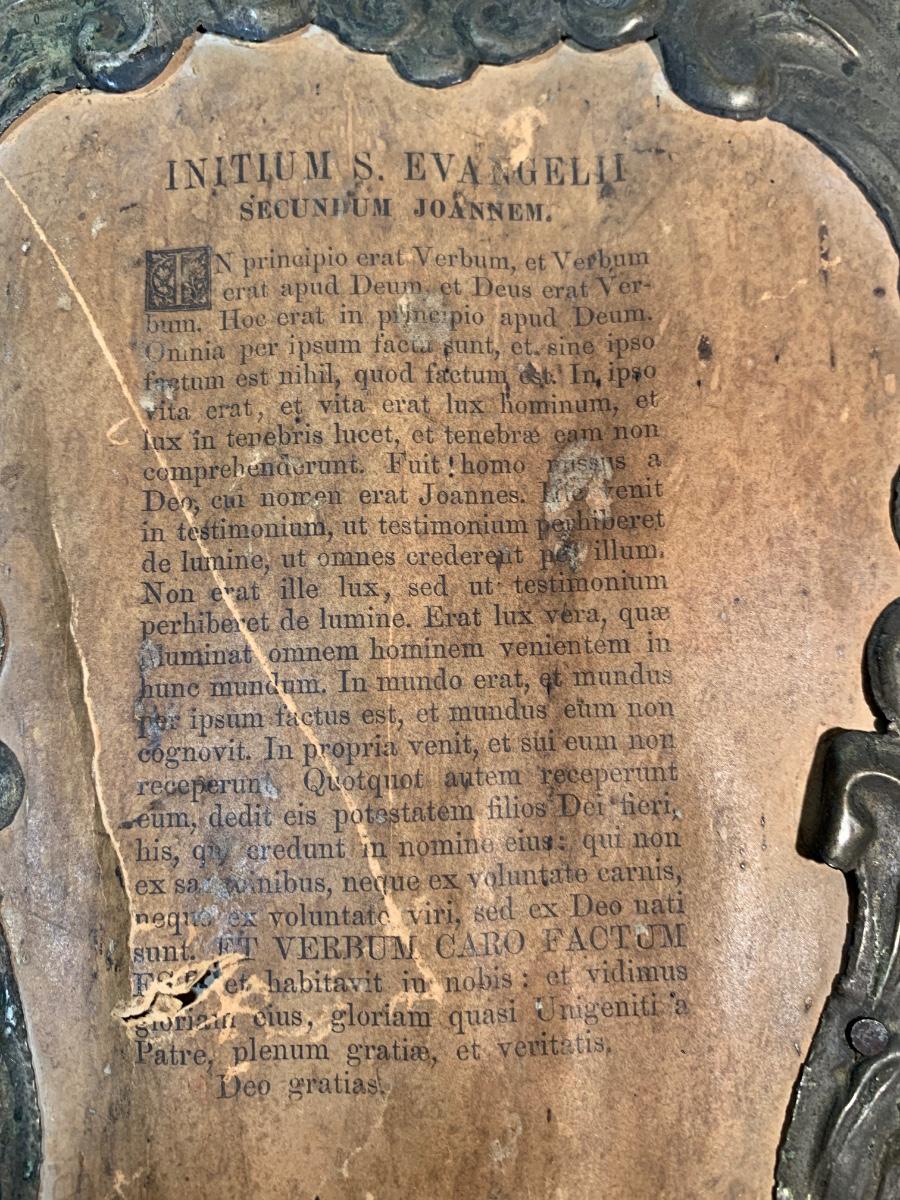 INITIUM S. EVANGELII
SECUNDUM JOANNEM.
IN principio erat Verbum, et Verbum
erat apud Deum, et Deus erat Ver-
bum. Hoc erat in principio apud Deum.
Omnia per ipsum facta sunt, et sine ipso
factum est nihil, quod factum est. In ipso
vita erat, et vita erat lux hominum, et
lux in tenebris lucet, et tenebræ eam non
comprehenderunt. Fuit homo missus a
Deo, cui nomen erat Joannes. Hic venit
in testimonium, ut testimonium perhiberet
de lumine, ut omnes crederent per illum.
Non erat ille lux, sed ut testimonium
perhiberet de lumine. Erat lux vera, quæ
illuminat omnem hominem venientem in
hunc mundum. In mundo erat, et mundus
per ipsum factus est, et mundus eum non
cognovit. In propria venit, et sui eum non
receperunt. Quotquot autem receperunt
eum, dedit eis potestatem filios Dei fieri,
his, qui credunt in nomine eius: qui non
ex sanguinibus, neque ex voluntate carnis,
neque ex voluntate viri, sed ex Deo nati
sunt. ET VERBUM CARO FACTUM
et habitavit in nobis: et vidimus
gloriam eius, gloriam quasi Unigeniti a
Patre, plenum gratiæ, et veritatis.
Deo gratias.